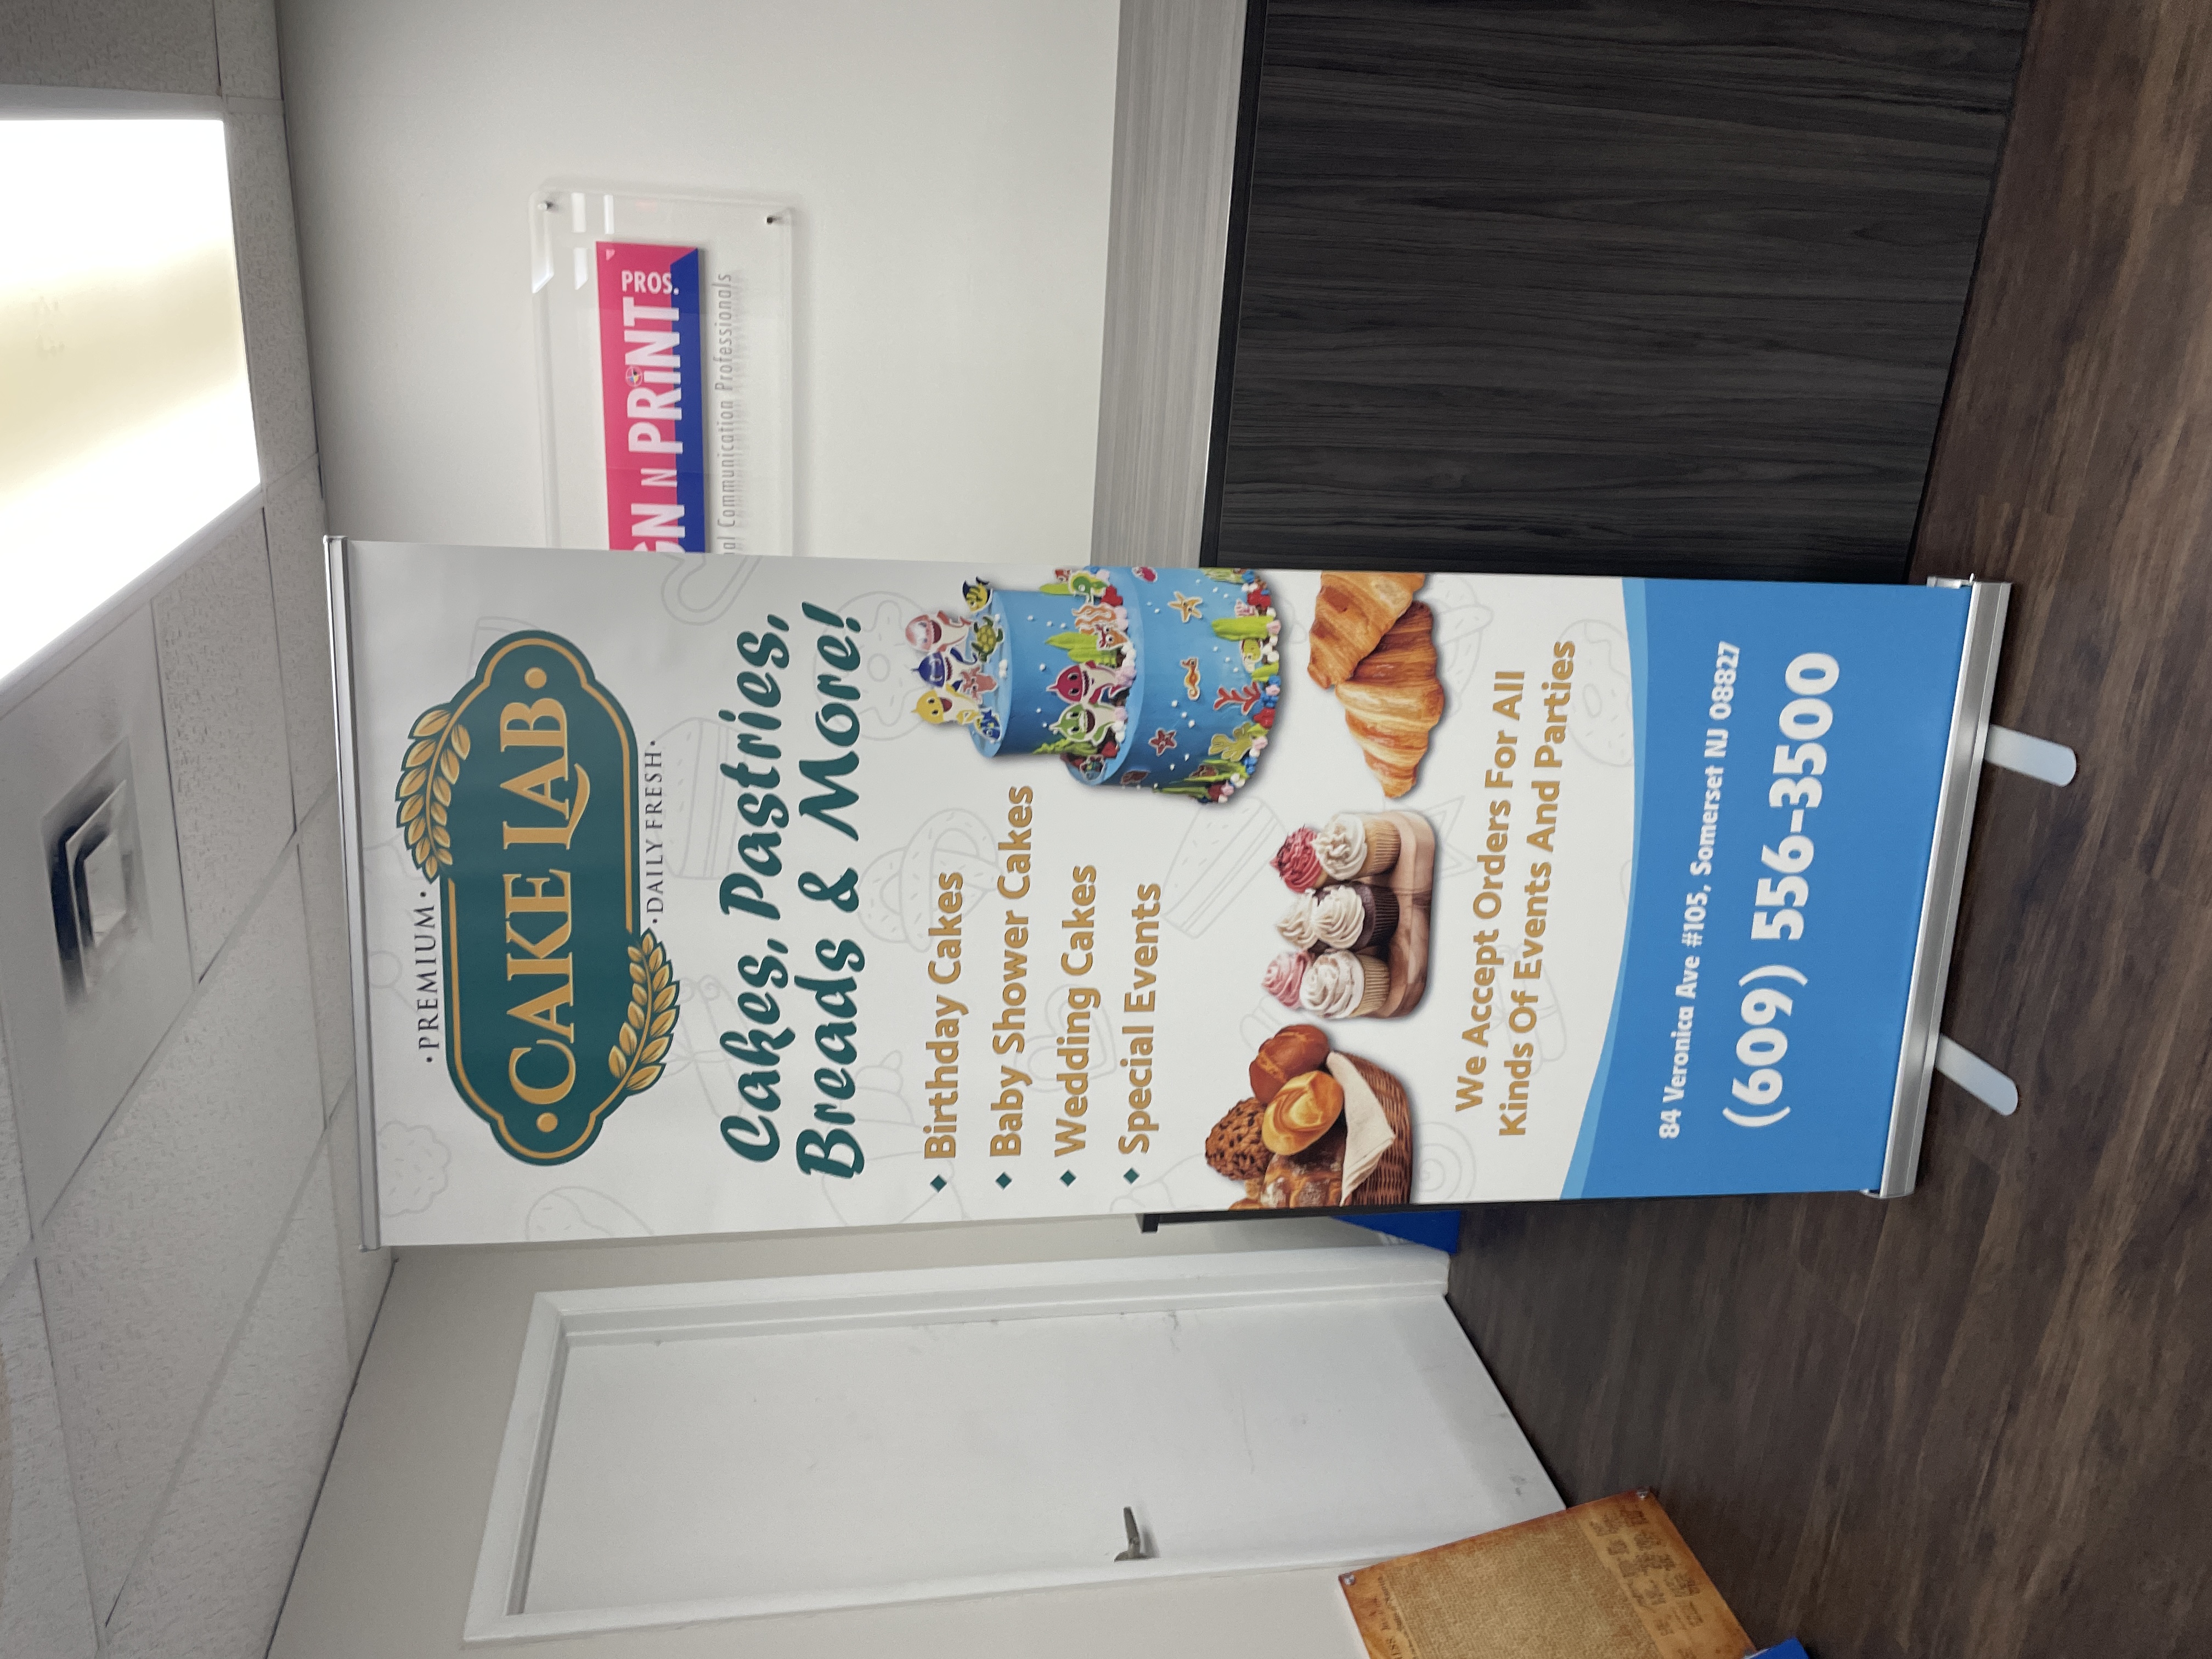 ·PREMIUM·
·CAKE LAB·
·DAILY FRESH·
Cakes, Pastries,
Breads & More!
Birthday Cakes
Baby Shower Cakes
Wedding Cakes
Special Events
We Accept Orders For All
Kinds Of Events And Parties
84 Veronica Ave #105, Somerset NJ 08827
(609) 556-3500
GN N PRiNT PROS.
al Communication Professionals